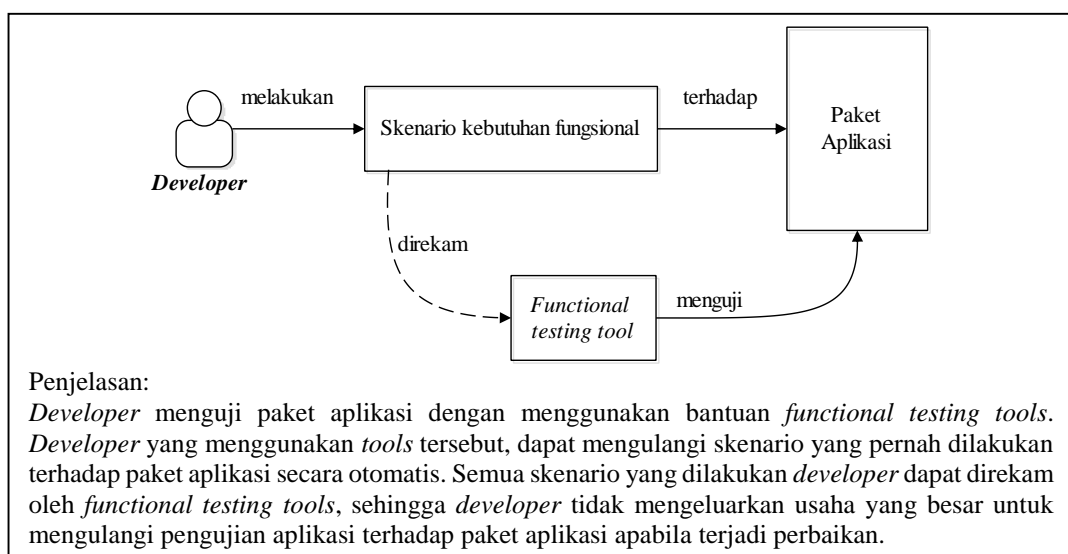 melakukan
terhadap
Skenario kebutuhan fungsional
Paket
Aplikasi
Developer
direkam
Functional
testing tool
menguji
Penjelasan:
Developer menguji paket aplikasi dengan menggunakan bantuan functional testing tools.
Developer yang menggunakan tools tersebut, dapat mengulangi skenario yang pernah dilakukan
terhadap paket aplikasi secara otomatis. Semua skenario yang dilakukan developer dapat direkam
oleh functional testing tools, sehingga developer tidak mengeluarkan usaha yang besar untuk
mengulangi pengujian aplikasi terhadap paket aplikasi apabila terjadi perbaikan.